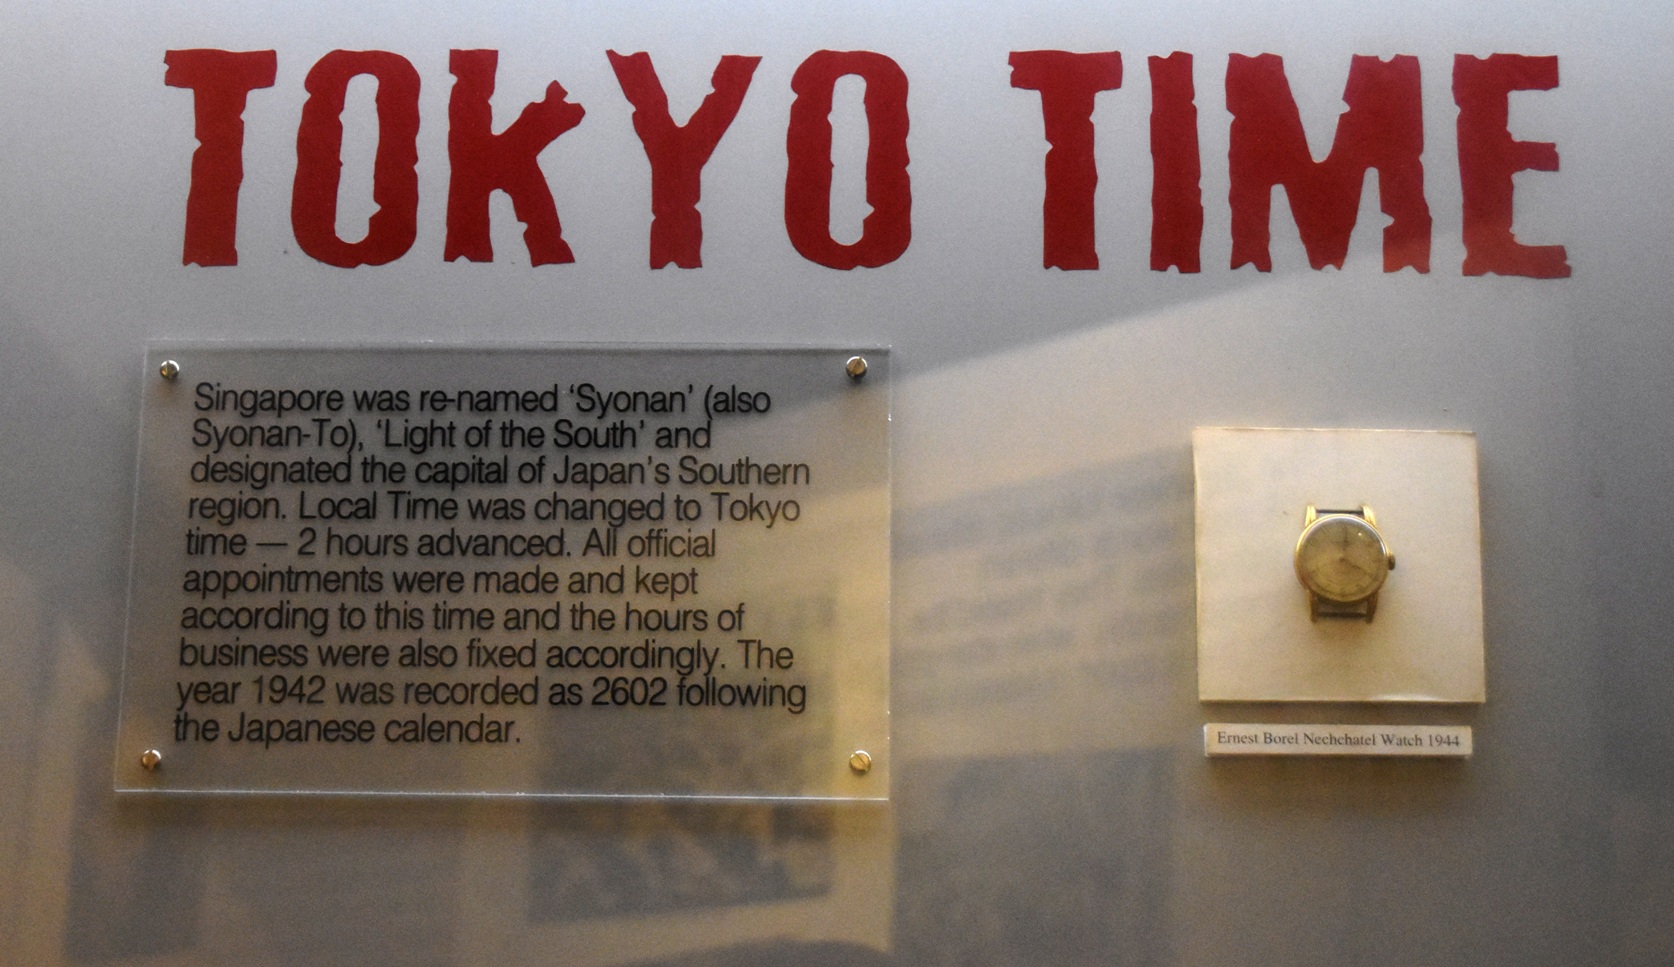 TOKYO TIME
Singapore was re-named ‘Syonan’ (also
Syonan-To), ‘Light of the South’ and
designated the capital of Japan’s Southern
region. Local Time was changed to Tokyo
time — 2 hours advanced. All official
appointments were made and kept
according to this time and the hours of
business were also fixed accordingly. The
year 1942 was recorded as 2602 following
the Japanese calendar.
Ernest Borel Nechchatel Watch 1944